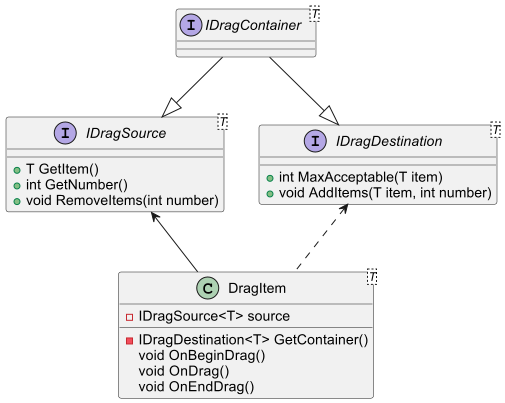 I IDragContainer T
I IDragSource T
T GetItem()
int GetNumber()
void RemoveItems(int number)
I IDragDestination T
int MaxAcceptable(T item)
void AddItems(T item, int number)
C DragItem T
IDragSource<T> source
IDragDestination<T> GetContainer()
void OnBeginDrag()
void OnDrag()
void OnEndDrag()